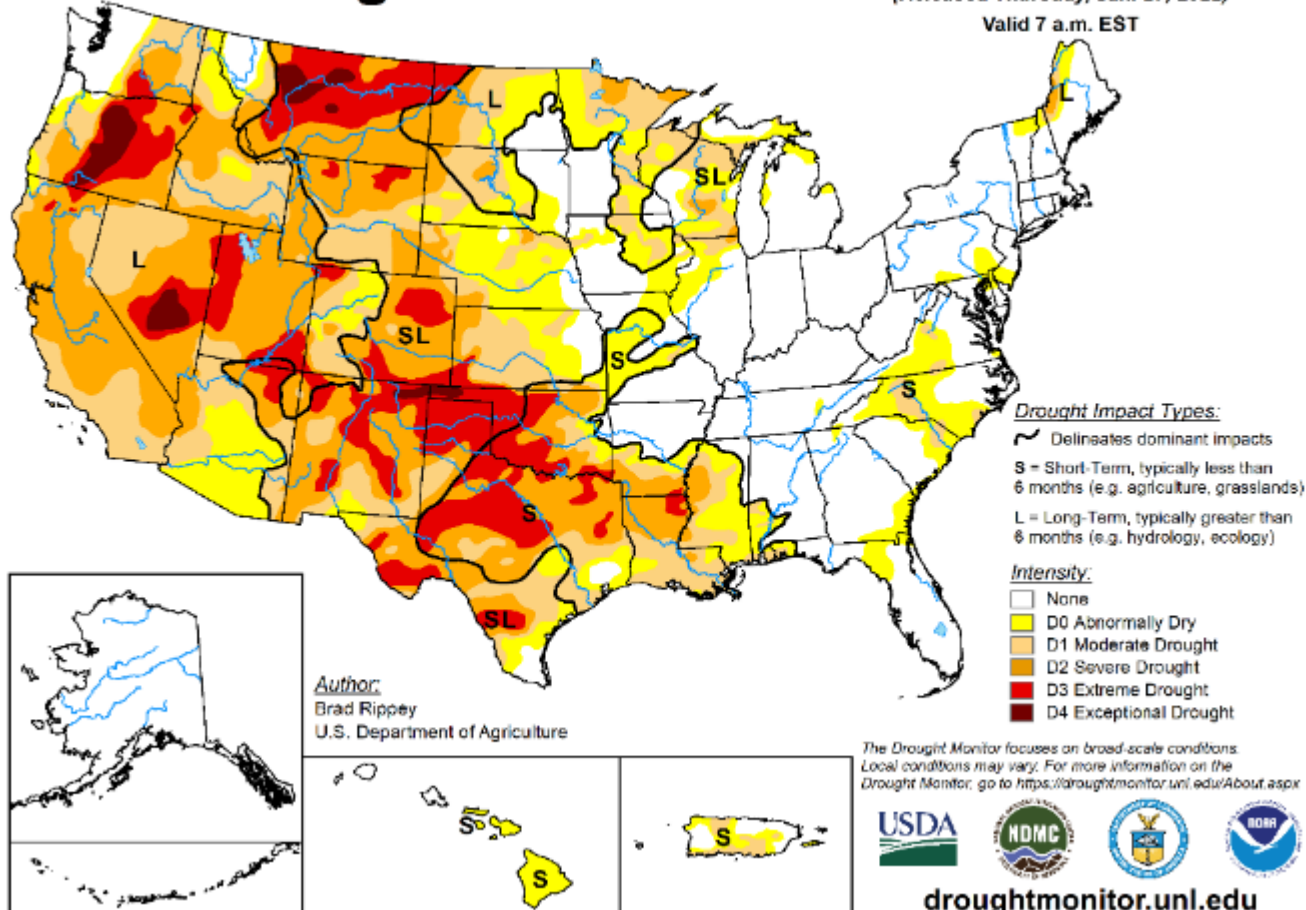 Valid 7 a.m. EST
L
L
SL
L
SL
S
S
S
SL
Drought Impact Types:
Delineates dominant impacts
S = Short-Term, typically less than
6 months (e.g. agriculture, grasslands)
L = Long-Term, typically greater than
6 months (e.g. hydrology, ecology)
Intensity:
None
D0 Abnormally Dry
D1 Moderate Drought
D2 Severe Drought
D3 Extreme Drought
D4 Exceptional Drought
Author:
Brad Rippey
U.S. Department of Agriculture
The Drought Monitor focuses on broad-scale conditions.
Local conditions may vary. For more information on the
Drought Monitor, go to https://droughtmonitor.unl.edu/About.aspx
S
S
S
USDA
NDMC
NOAA
droughtmonitor.unl.edu